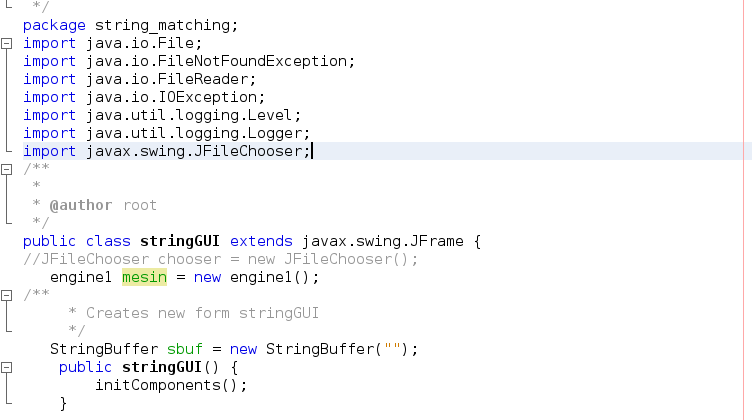 */
package string_matching;
import java.io.File;
import java.io.FileNotFoundException;
import java.io.FileReader;
import java.io.IOException;
import java.util.logging.Level;
import java.util.logging.Logger;
import javax.swing.JFileChooser;
/**
*
* @author root
*/
public class stringGUI extends javax.swing.JFrame {
//JFileChooser chooser = new JFileChooser();
engine1 mesin = new engine1();
/**
* Creates new form stringGUI
*/
StringBuffer sbuf = new StringBuffer("");
public stringGUI() {
initComponents();
}